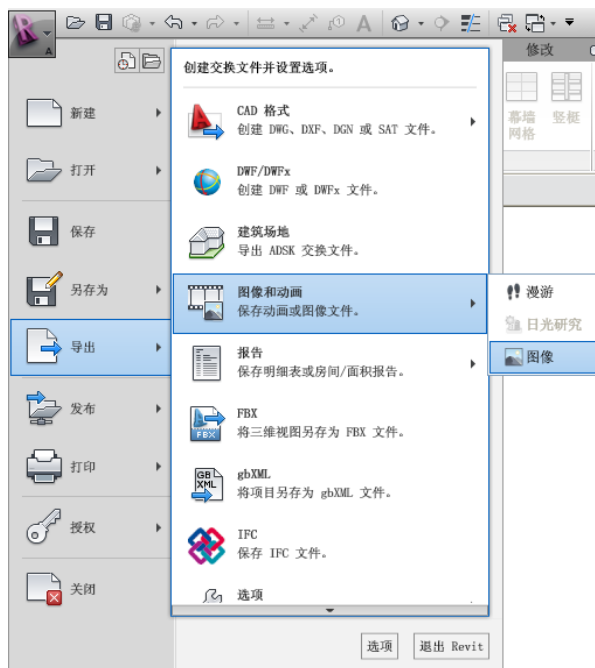 A
修改
创建交换文件并设置选项。
新建
打开
保存
另存为
导出
发布
打印
授权
关闭
CAD 格式
创建 DWG、DXF、DGN 或 SAT 文件。
DWF/DWFx
创建 DWF 或 DWFx 文件。
建筑场地
导出 ADSK 交换文件。
图像和动画
保存动画或图像文件。
报告
保存明细表或房间/面积报告。
FBX
将三维视图另存为 FBX 文件。
gbXML
将项目另存为 gbXML 文件。
IFC
保存 IFC 文件。
选项
漫游
日光研究
图像
幕墙
网格
竖梃
选项
退出 Revit